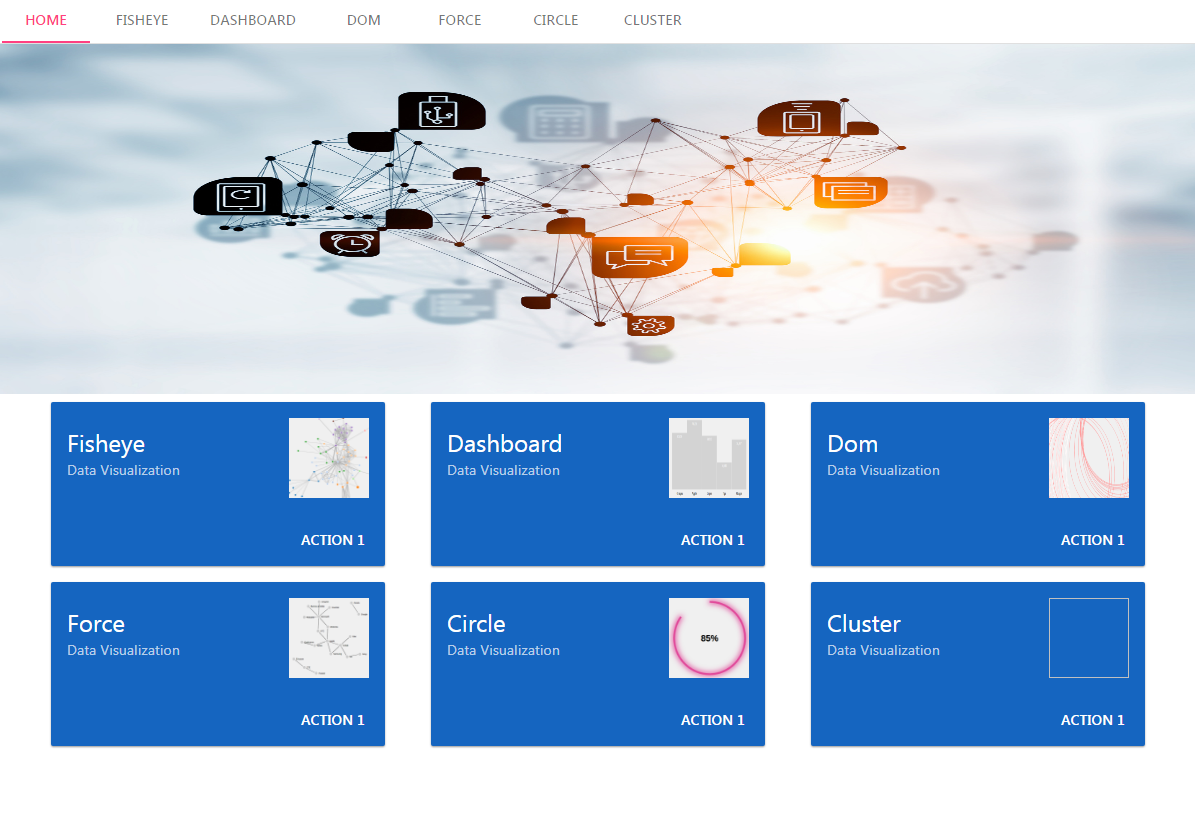 HOME FISHEYE DASHBOARD DOM FORCE CIRCLE CLUSTER
Fisheye
Data Visualization
ACTION 1
Dashboard
Data Visualization
ACTION 1
Dom
Data Visualization
ACTION 1
Force
Data Visualization
ACTION 1
Circle
Data Visualization
85%
ACTION 1
Cluster
Data Visualization
ACTION 1